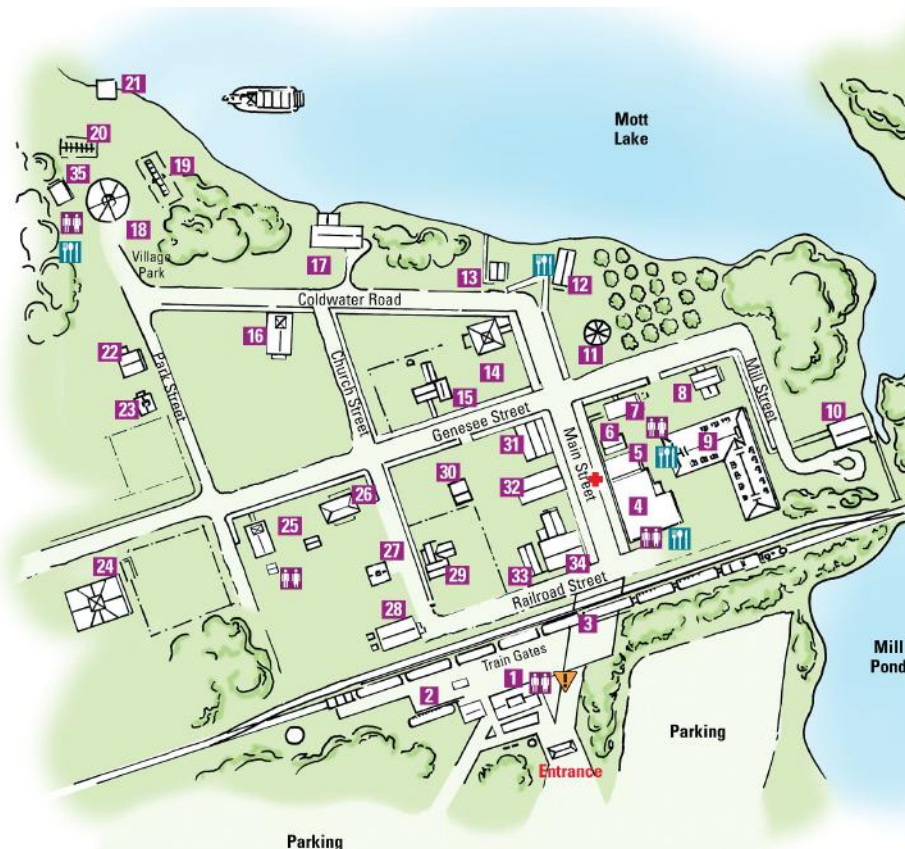 21
Mott
Lake
20
19
35
18
Village
Park
17
13
12
Coldwater Road
16
11
22
14
8
Mill Street
Park Street
Church Street
15
7
10
23
Genesee Street
6
9
31
Main Street
5
30
26
32
4
25
24
27
29
33
34
28
Railroad Street
3
Train Gates
Mill
Pond
1
!
2
Parking
Entrance
Parking